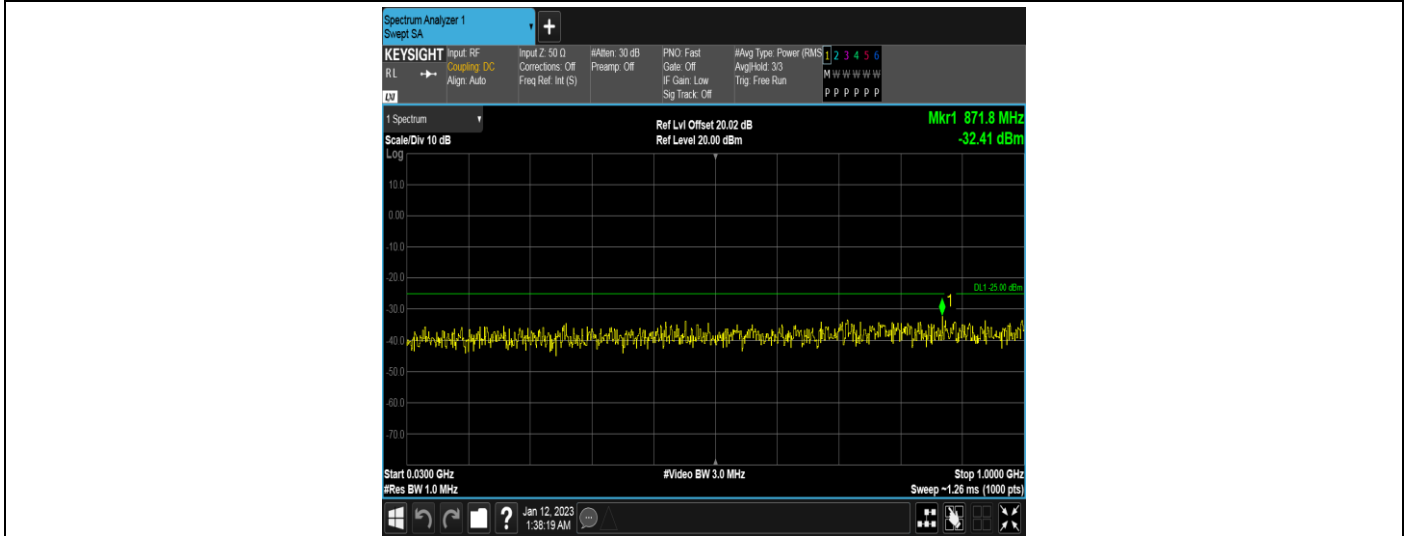 Spectrum Analyzer 1
Swept SA
+
KEYSIGHT Input: RF Input Z: 50 Ω #Atten: 30 dB PNO: Fast #Avg Type: Power (RMS 1 2 3 4 5 6
RL Coupling: DC Corrections: Off Preamp: Off Gate: Off Avg|Hold: 3/3 M W W W W W
Align: Auto Freq Ref: Int (S) IF Gain: Low Trig: Free Run
LXI Sig Track: Off P P P P P P
1 Spectrum Ref Lvl Offset 20.02 dB Mkr1 871.8 MHz
Scale/Div 10 dB Ref Level 20.00 dBm -32.41 dBm
Log
10.0
0.00
-10.0
-20.0
DL1 -25.00 dBm
1
-30.0
-40.0
-50.0
-60.0
-70.0
Start 0.0300 GHz #Video BW 3.0 MHz Stop 1.0000 GHz
#Res BW 1.0 MHz Sweep ~1.26 ms (1000 pts)
? Jan 12, 2023
1:38:19 AM